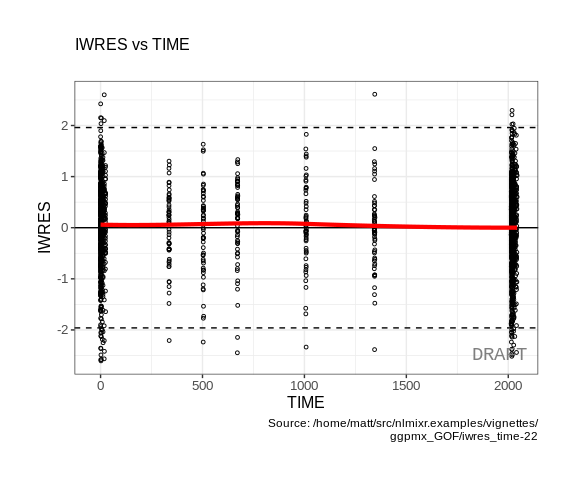 IWRES vs TIME
IWRES
2
1
0
-1
-2
DRAFT
0
500
1000
1500
2000
TIME
Source: /home/matt/src/nlmixr.examples/vignettes/
ggpmx_GOF/iwres_time-22